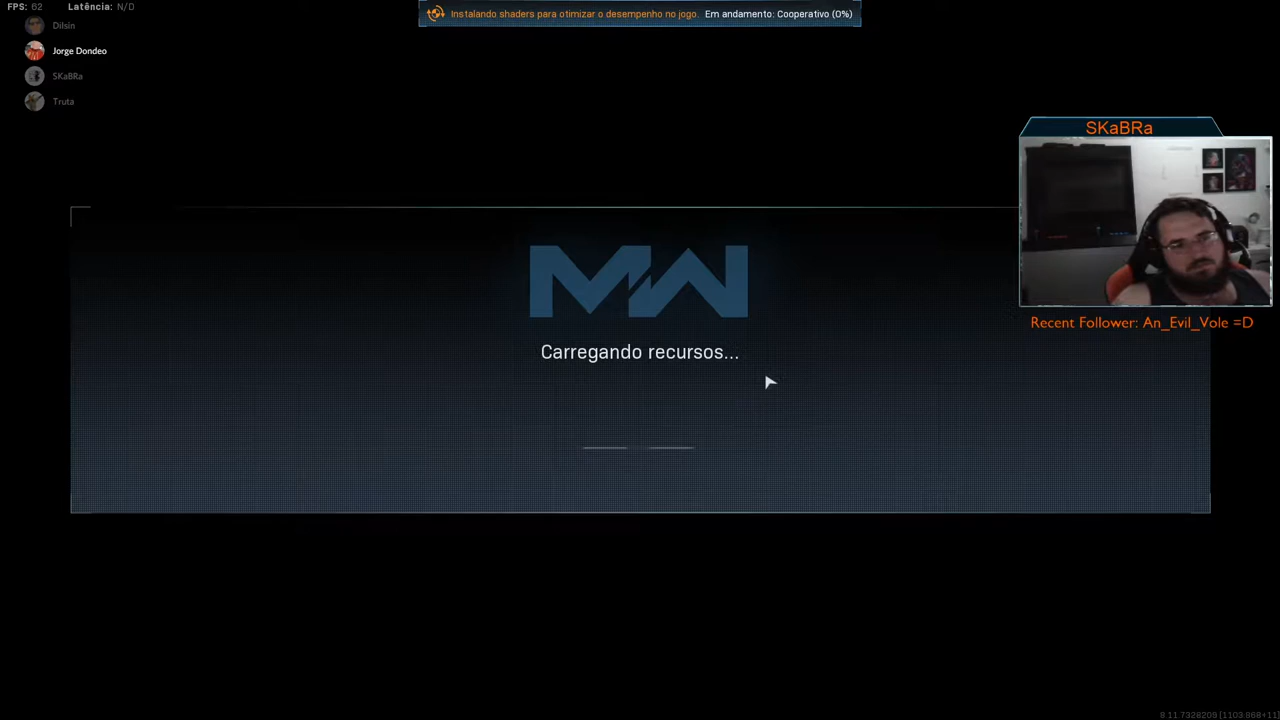 FPS: 62 Latência: N/D
Instalando shaders para otimizar o desempenho no jogo. Em andamento: Cooperativo (0%)
Dilsin
Jorge Dondeo
SKaBRa
Truta
SKaBRa
MW
Carregando recursos...
Recent Follower: An_Evil_Vole =D